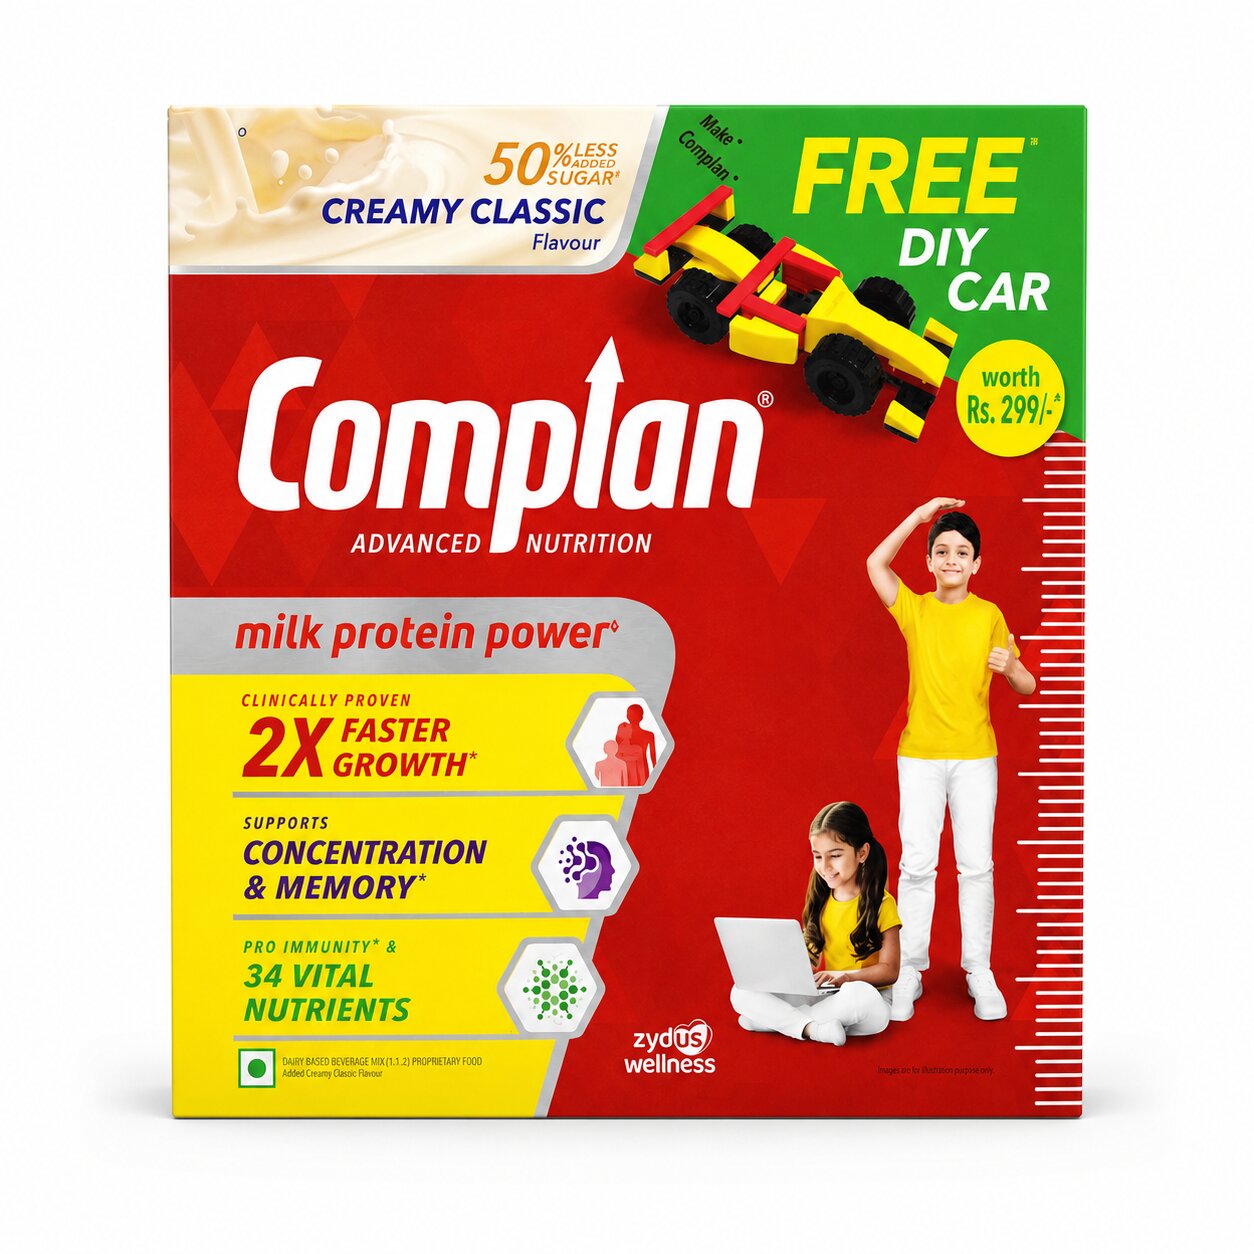 50% LESS
ADDED
SUGAR#
CREAMY CLASSIC
Flavour
Make
Complan
FREE
DIY
CAR
worth
Rs. 299/-
Complan®
ADVANCED NUTRITION
milk protein power◊
CLINICALLY PROVEN
2X FASTER
GROWTH*
SUPPORTS
CONCENTRATION
& MEMORY*
PRO IMMUNITY* &
34 VITAL
NUTRIENTS
DAIRY BASED BEVERAGE MIX (1.1.2) PROPRIETARY FOOD
Added Creamy Classic Flavour
zydus
wellness
Images are for illustration purpose only.